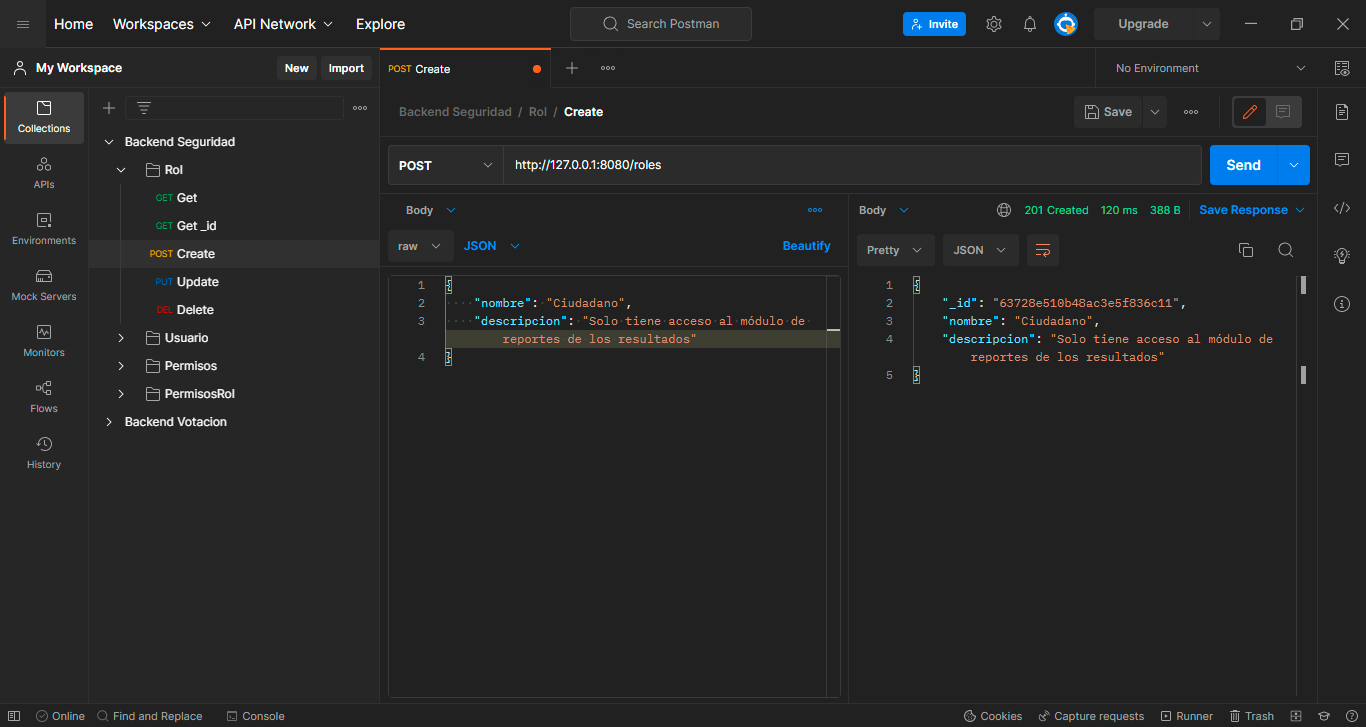 Home Workspaces API Network Explore Search Postman Invite Upgrade
My Workspace New Import POST Create No Environment
Collections
APIs
Environments
Mock Servers
Monitors
Flows
History
Backend Seguridad
Rol
GET Get
GET Get _id
POST Create
PUT Update
DEL Delete
Usuario
Permisos
PermisosRol
Backend Votacion
Backend Seguridad / Rol / Create Save
POST http://127.0.0.1:8080/roles Send
Body
raw JSON Beautify
1 {
2 "nombre": "Ciudadano",
3 "descripcion": "Solo tiene acceso al módulo de
reportes de los resultados"
4 }
Body 201 Created 120 ms 388 B Save Response
Pretty JSON
1 {
2 "_id": "63728e510b48ac3e5f836c11",
3 "nombre": "Ciudadano",
4 "descripcion": "Solo tiene acceso al módulo de
reportes de los resultados"
5 }
Online Find and Replace Console Cookies Capture requests Runner Trash